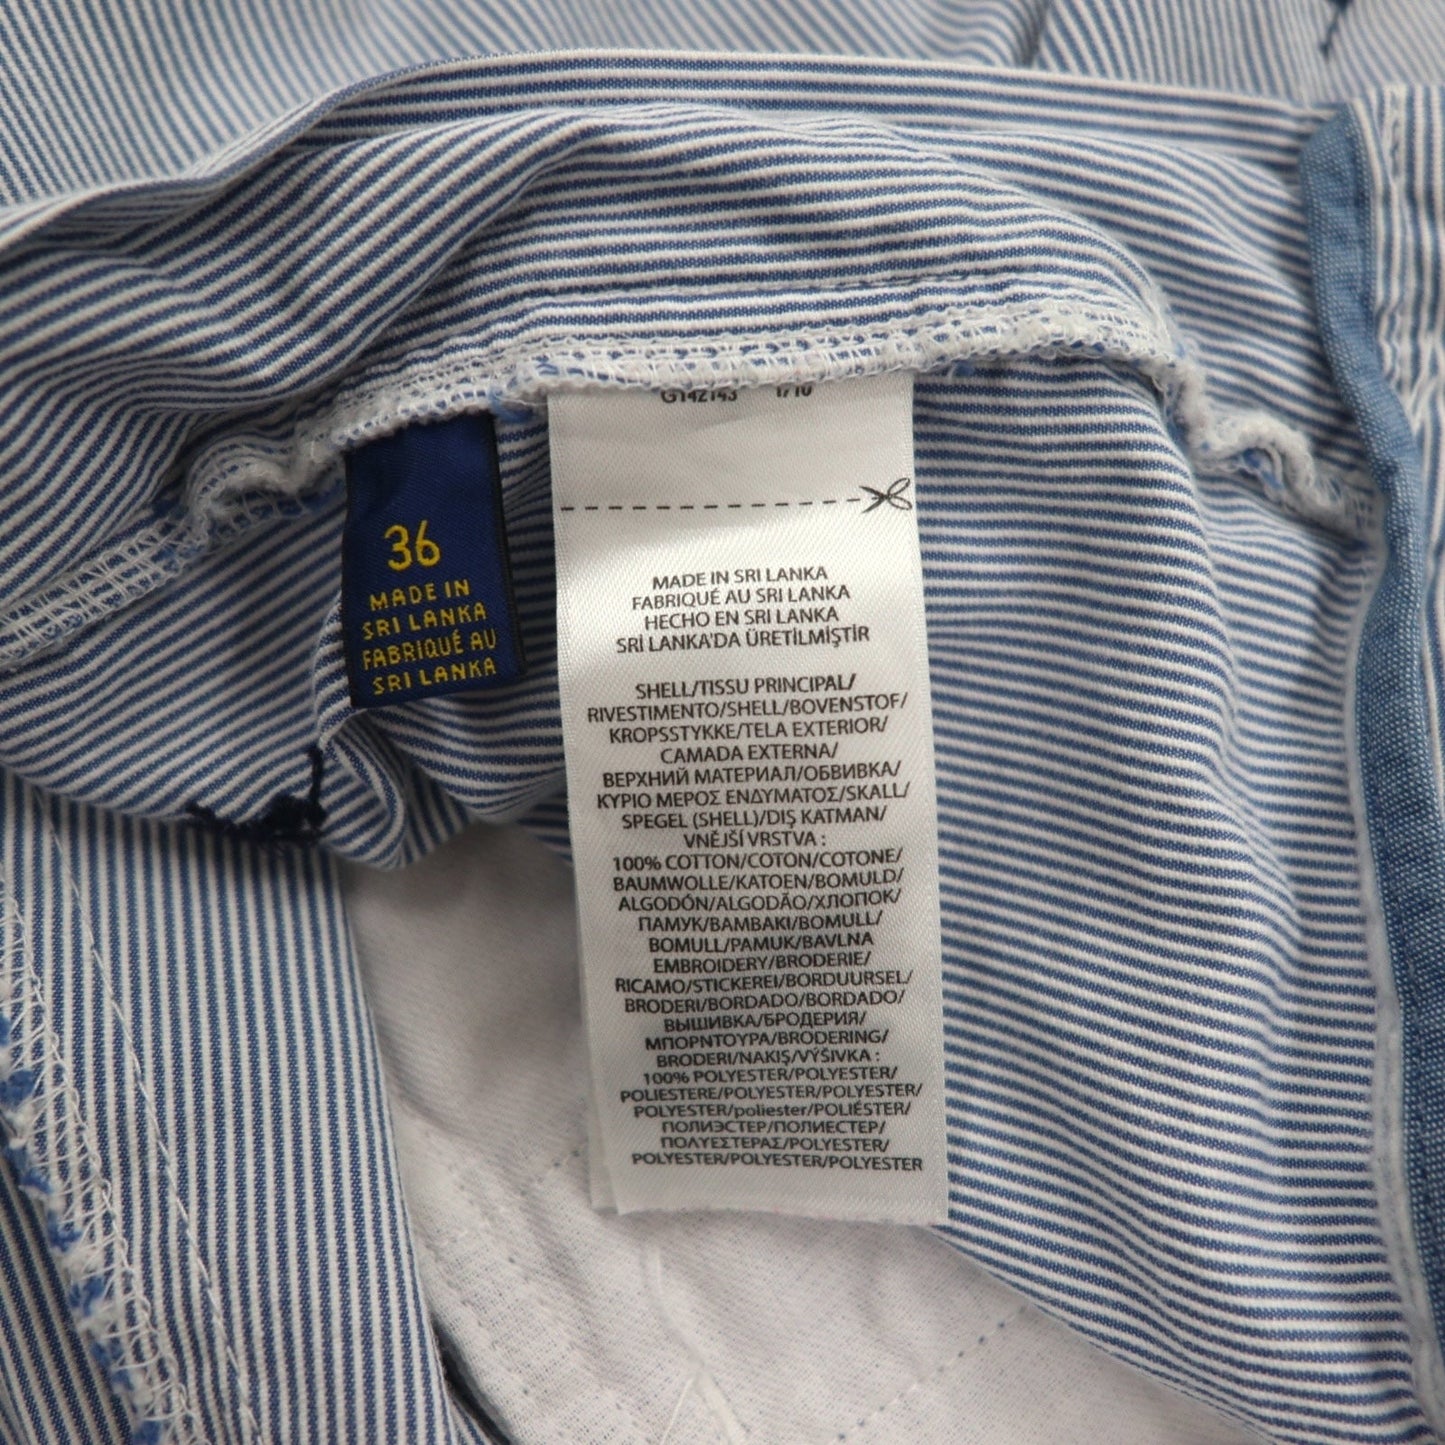 36
MADE IN
SRI LANKA
FABRIQUÉ AU
SRI LANKA
G142143 1/10
MADE IN SRI LANKA
FABRIQUÉ AU SRI LANKA
HECHO EN SRI LANKA
SRİ LANKA'DA ÜRETİLMİŞTİR
SHELL/TISSU PRINCIPAL/
RIVESTIMENTO/SHELL/BOVENSTOF/
KROPSSTYKKE/TELA EXTERIOR/
CAMADA EXTERNA/
ВЕРХНИЙ МАТЕРИАЛ/ОБВИВКА/
ΚΥΡΙΟ ΜΕΡΟΣ ΕΝΔΥΜΑΤΟΣ/SKALL/
SPEGEL (SHELL)/DIŞ KATMAN/
VNĚJŠÍ VRSTVA :
100% COTTON/COTON/COTONE/
BAUMWOLLE/KATOEN/BOMULD/
ALGODÓN/ALGODÃO/ХЛОПОК/
ПАМУК/ΒΑΜΒΑΚΙ/BOMULL/
BOMULL/PAMUK/BAVLNA
EMBROIDERY/BRODERIE/
RICAMO/STICKEREI/BORDUURSEL/
BRODERI/BORDADO/BORDADO/
ВЫШИВКА/БРОДЕРИЯ/
ΜΠΟΡΝΤΟΥΡΑ/BRODERING/
BRODERI/NAKIŞ/VÝŠIVKA :
100% POLYESTER/POLYESTER/
POLIESTERE/POLYESTER/POLYESTER/
POLYESTER/poliester/POLIÉSTER/
ПОЛИЭСТЕР/ПОЛИЕСТЕР/
ΠΟΛΥΕΣΤΕΡΑΣ/POLYESTER/
POLYESTER/POLYESTER/POLYESTER